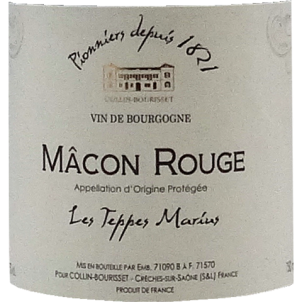 Pionniers depuis 1821
COLLIN-BOURISSET
VIN DE BOURGOGNE
MÂCON ROUGE
Appellation d'Origine Protégée
Les Teppes Marius
MIS EN BOUTEILLE PAR EMB. 71090 B À F. 71570
POUR COLLIN-BOURISSET - CRÊCHES-SUR-SAÔNE (S&L) FRANCE
PRODUIT DE FRANCE